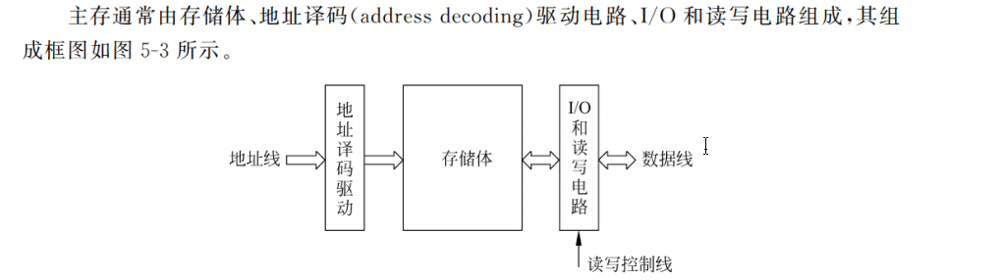 主存通常由存储体、地址译码(address decoding)驱动电路、I/O 和读写电路组成,其组
成框图如图 5-3 所示。
地址线
地址译码驱动
存储体
I/O和读写电路
数据线
读写控制线